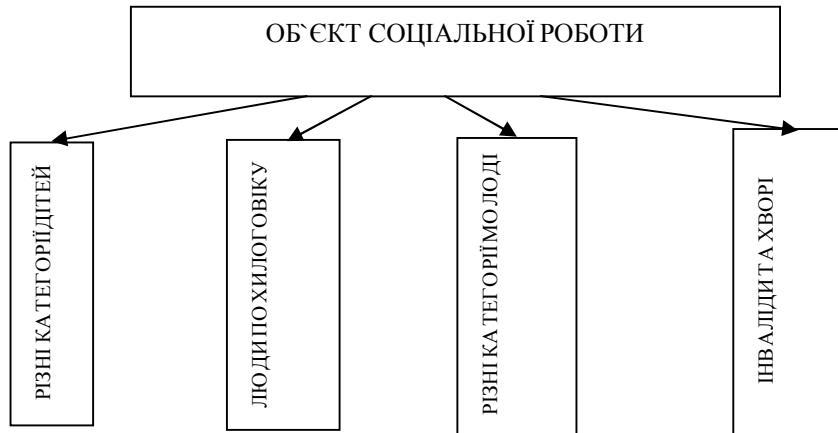 ОБ`ЄКТ СОЦІАЛЬНОЇ РОБОТИ
РІЗНІ КАТЕГОРІЇ ДІТЕЙ
ЛЮДИ ПОХИЛОГО ВІКУ
РІЗНІ КАТЕГОРІЇ МОЛОДІ
ІНВАЛІДИ ТА ХВОРІ